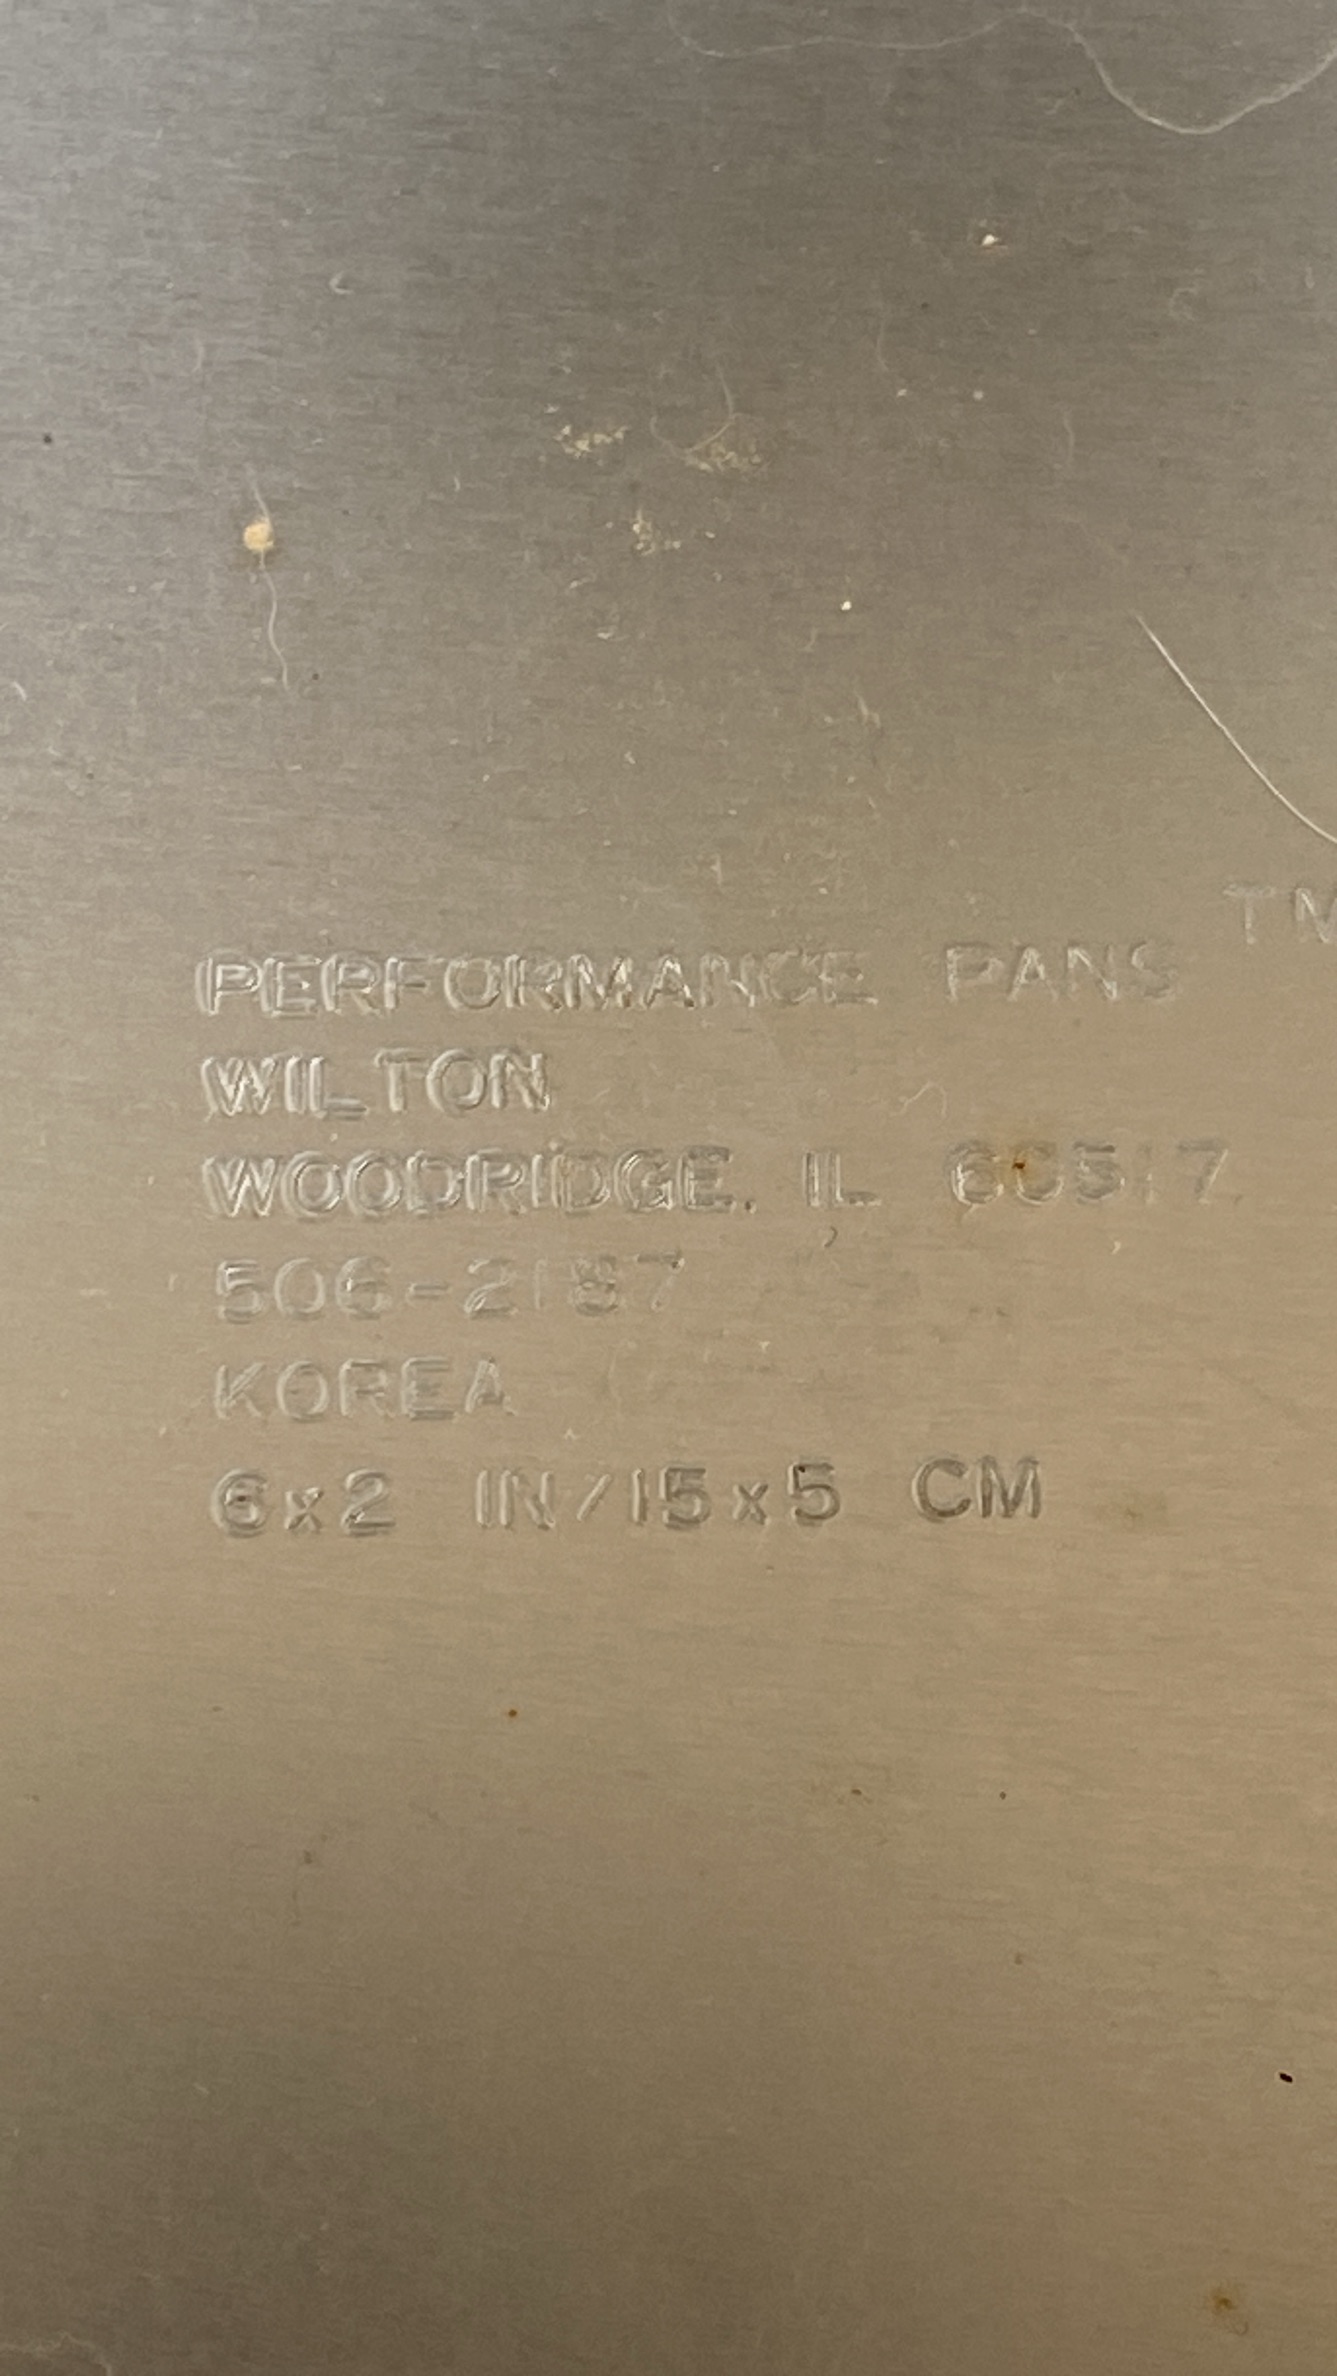 PERFORMANCE PANS TM
WILTON
WOODRIDGE, IL 60517
506-2187
KOREA
6x2 IN/15x5 CM